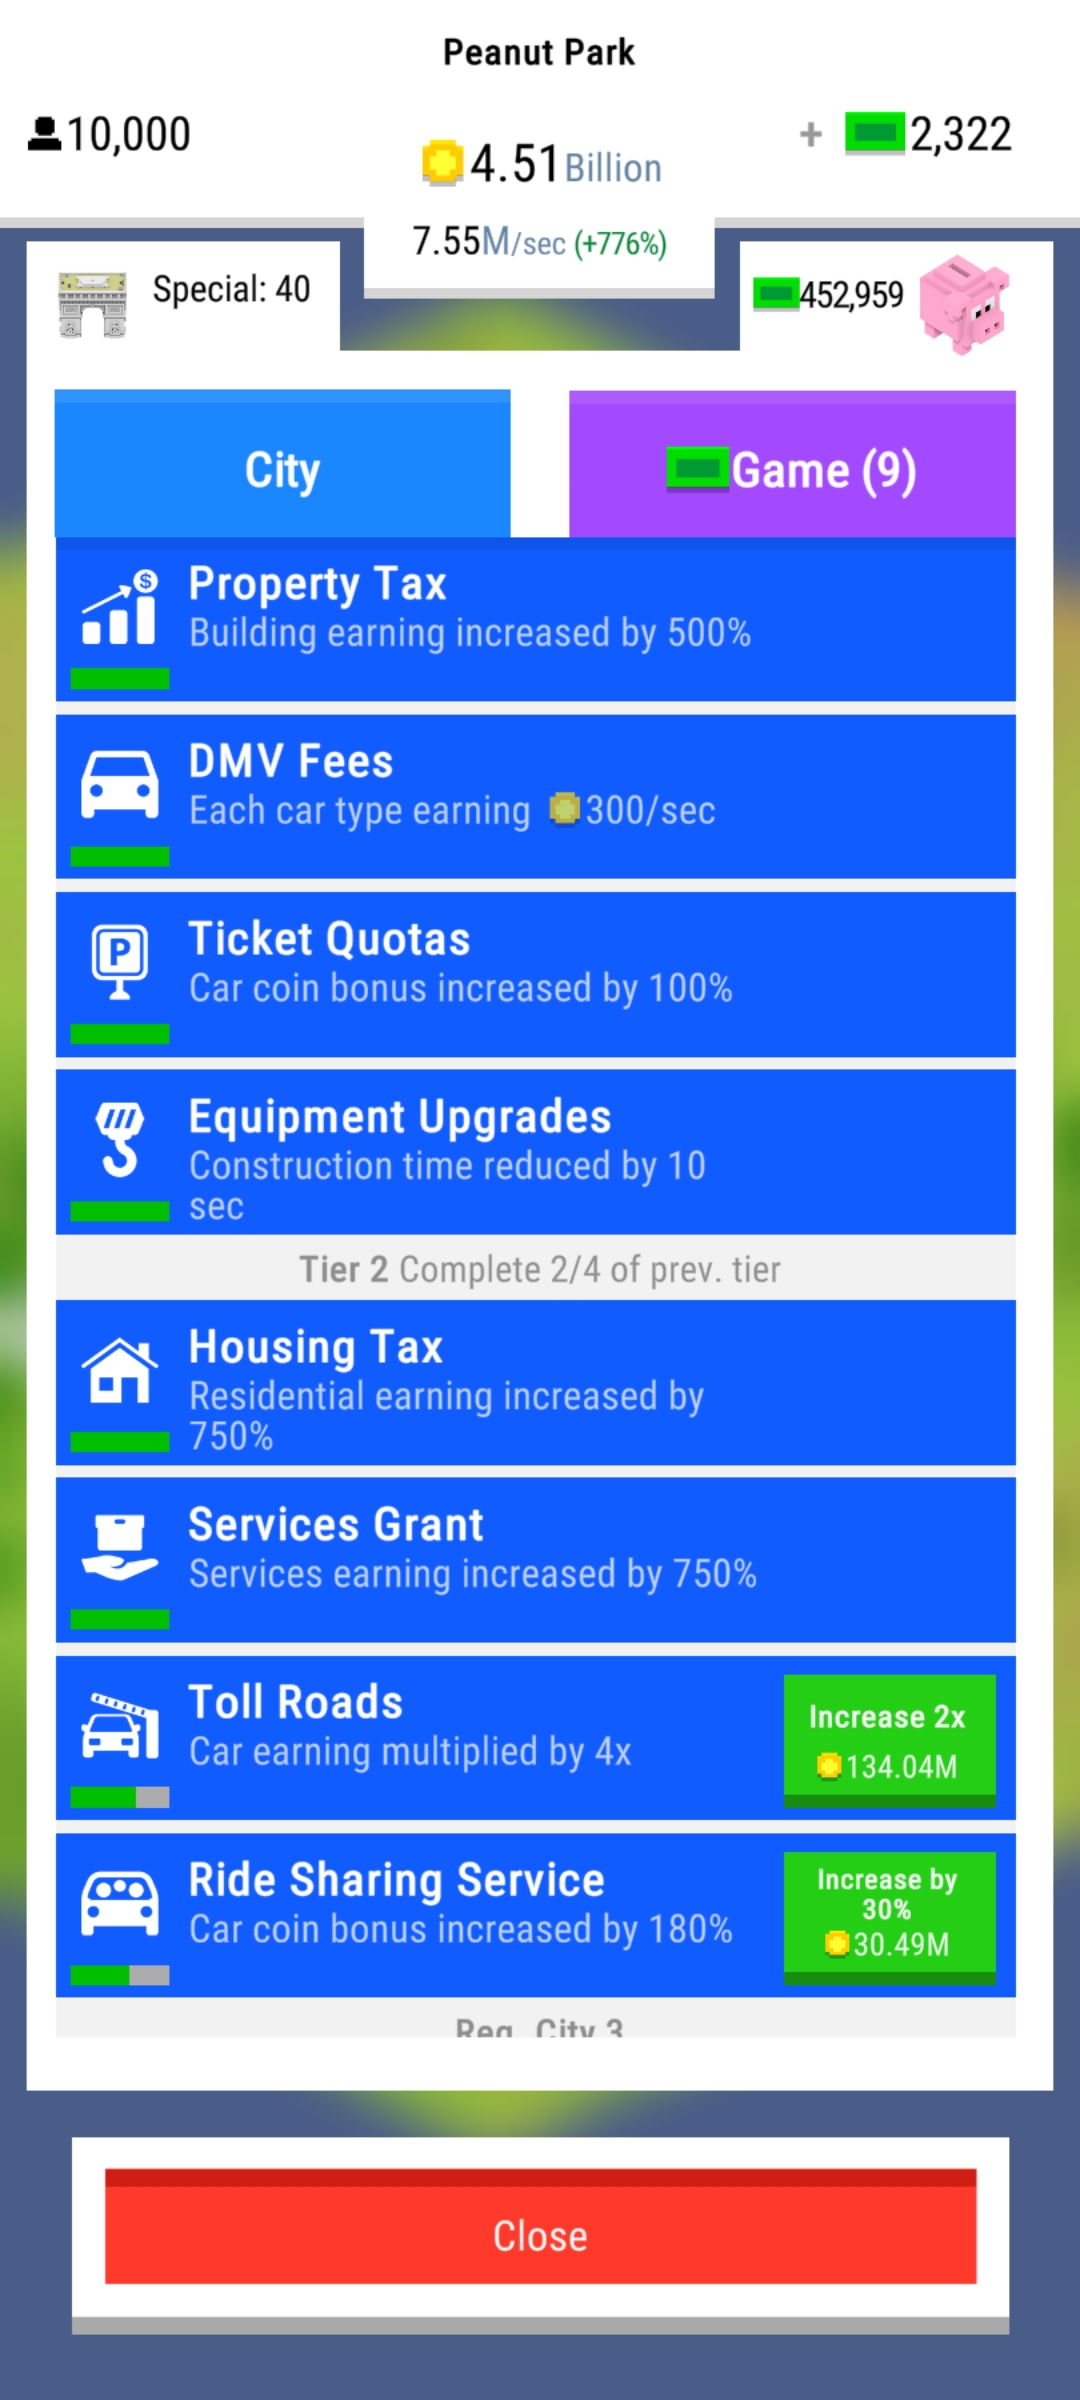 Peanut Park
10,000
4.51 Billion
+ 2,322
7.55M/sec (+776%)
Special: 40
452,959
City
Game (9)
Property Tax
Building earning increased by 500%
DMV Fees
Each car type earning 300/sec
Ticket Quotas
Car coin bonus increased by 100%
Equipment Upgrades
Construction time reduced by 10
sec
Tier 2 Complete 2/4 of prev. tier
Housing Tax
Residential earning increased by
750%
Services Grant
Services earning increased by 750%
Toll Roads
Car earning multiplied by 4x
Increase 2x
134.04M
Ride Sharing Service
Car coin bonus increased by 180%
Increase by
30%
30.49M
Req. City 3
Close